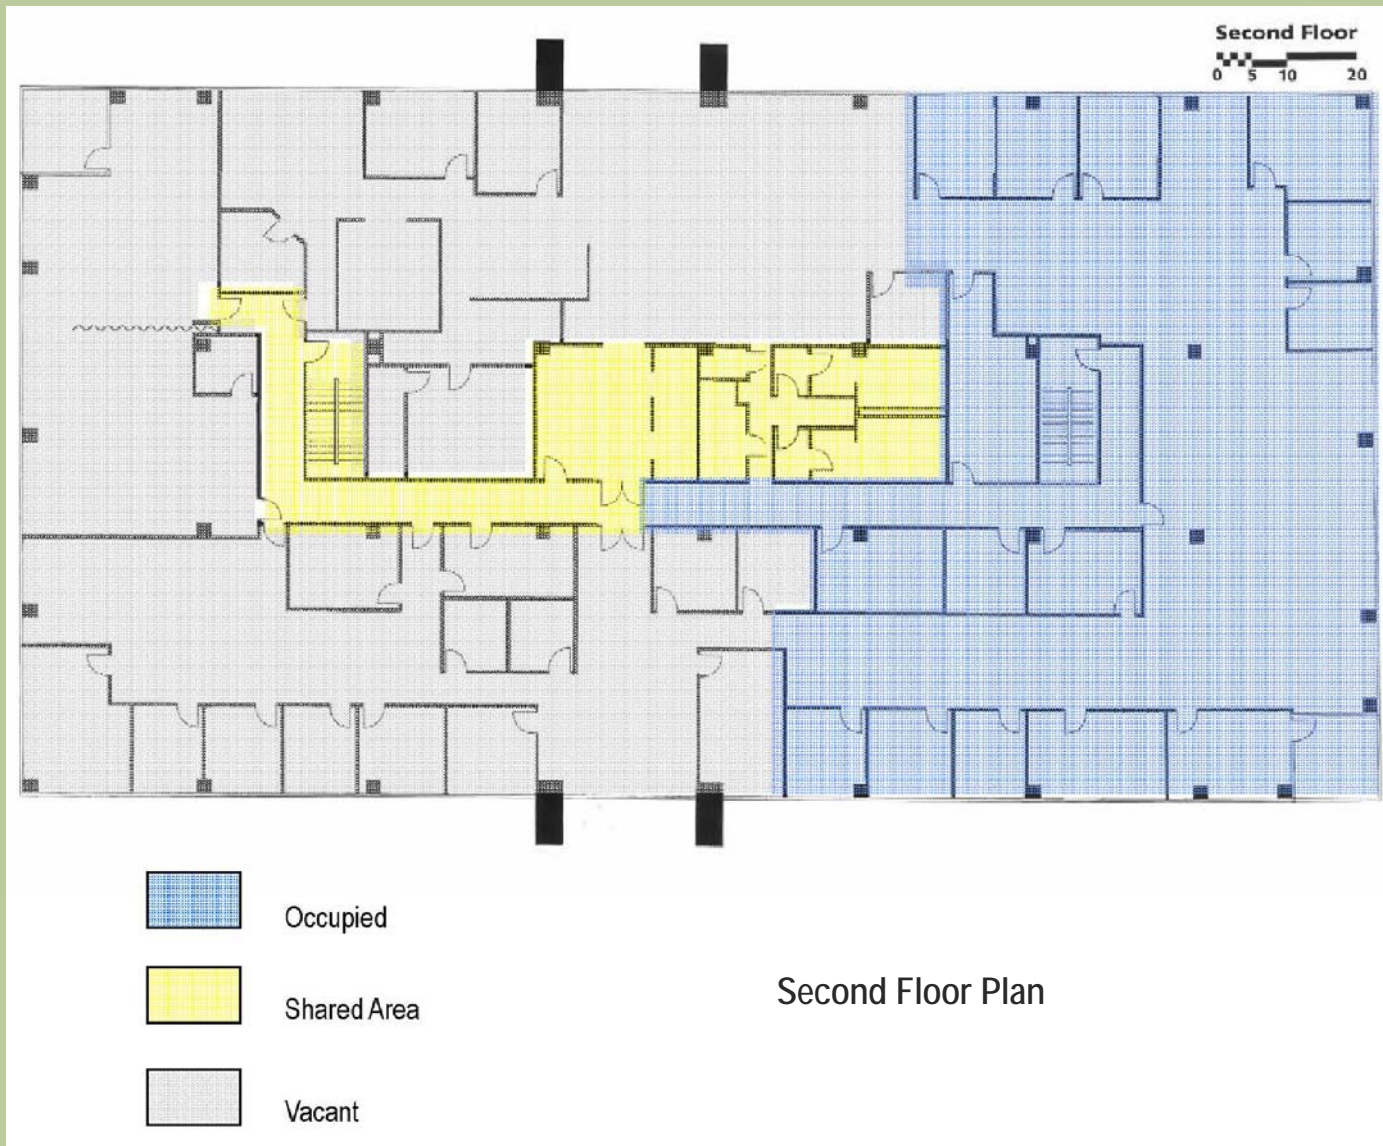 Second Floor
0 5 10 20
Occupied
Shared Area
Second Floor Plan
Vacant